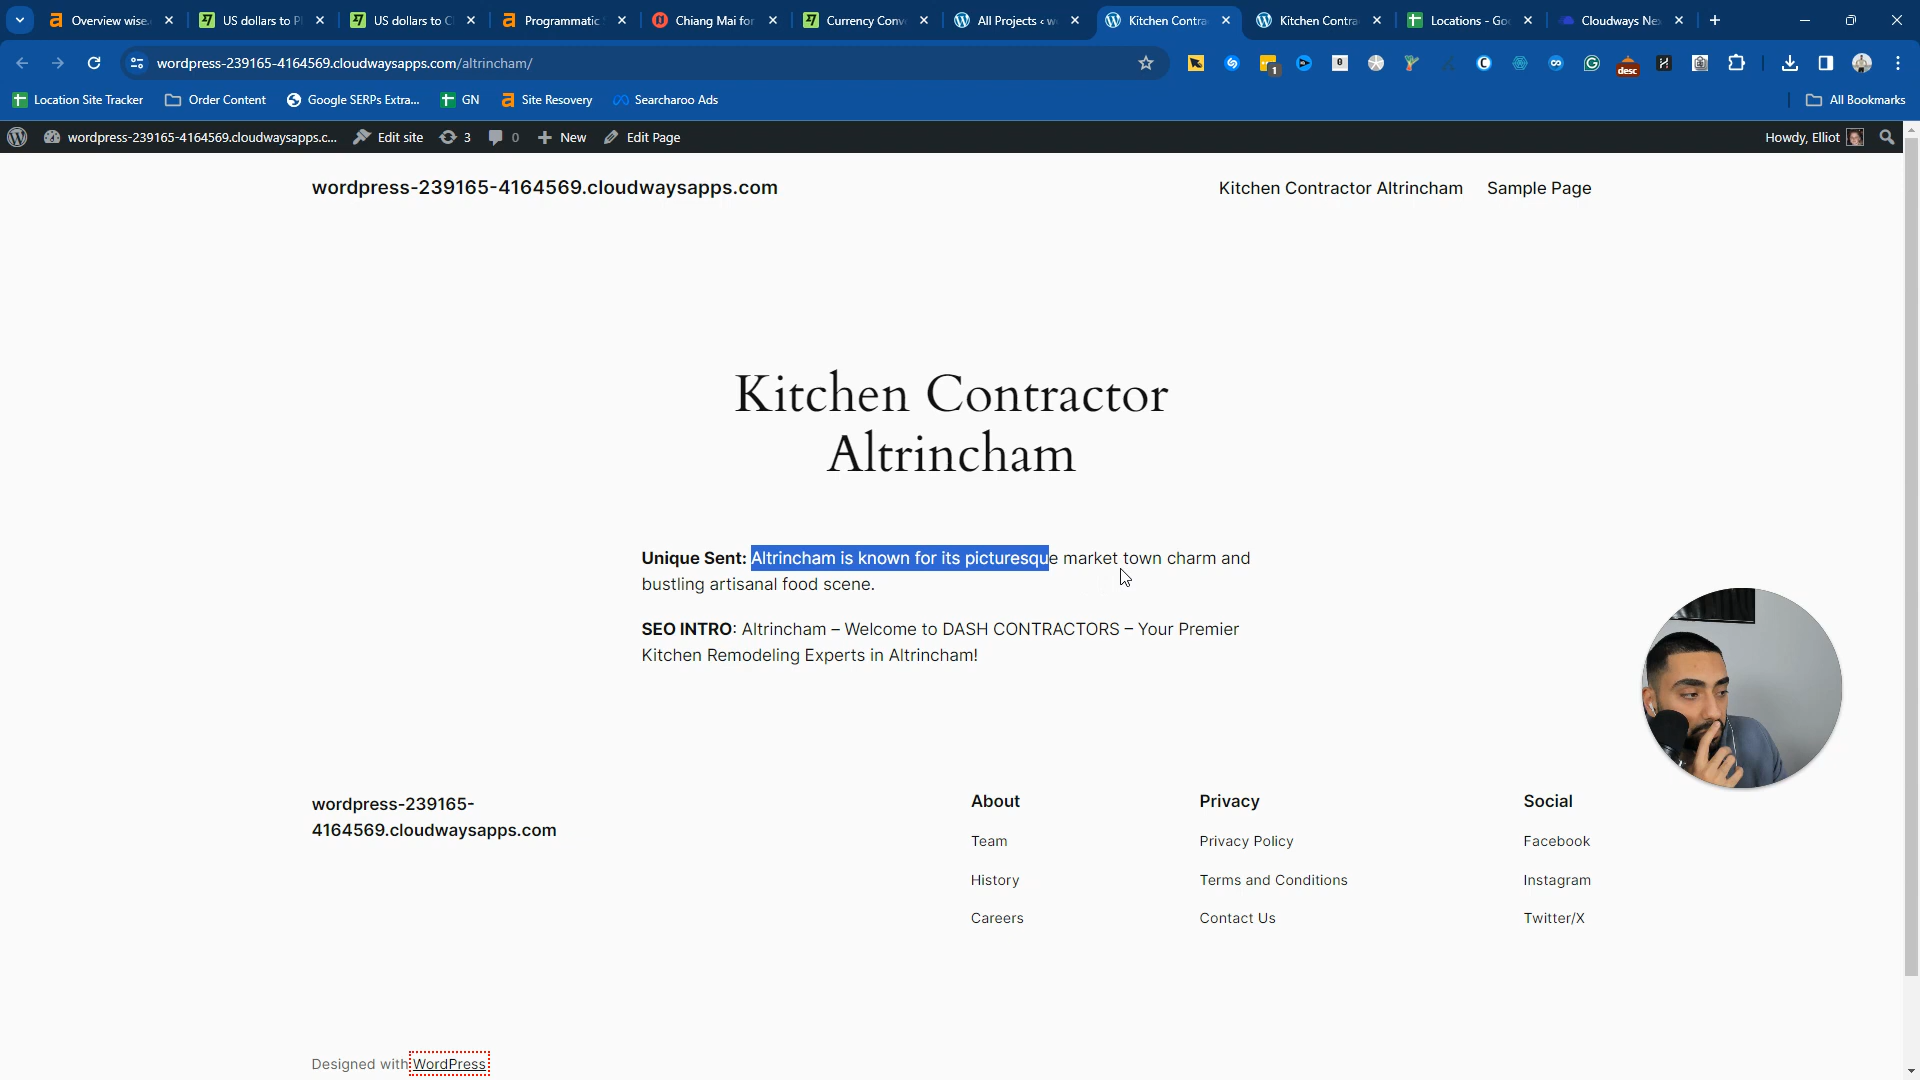 Overview wise.
US dollars to P
US dollars to C
Programmatic
Chiang Mai for
Currency Conv
All Projects ‹ w
Kitchen Contra
Kitchen Contra
Locations - Go
Cloudways Ne
wordpress-239165-4164569.cloudwaysapps.com/altrincham/
1
desc
Location Site Tracker
Order Content
Google SERPs Extra...
GN
Site Recovery
Searcharoo Ads
All Bookmarks
wordpress-239165-4164569.cloudwaysapps.c...
Edit site
3
0
New
Edit Page
Howdy, Elliot
wordpress-239165-4164569.cloudwaysapps.com
Kitchen Contractor Altrincham
Sample Page
Kitchen Contractor
Altrincham
Unique Sent: Altrincham is known for its picturesque market town charm and
bustling artisanal food scene.
SEO INTRO: Altrincham – Welcome to DASH CONTRACTORS – Your Premier
Kitchen Remodeling Experts in Altrincham!
wordpress-239165-
4164569.cloudwaysapps.com
About
Team
History
Careers
Privacy
Privacy Policy
Terms and Conditions
Contact Us
Social
Facebook
Instagram
Twitter/X
Designed with WordPress